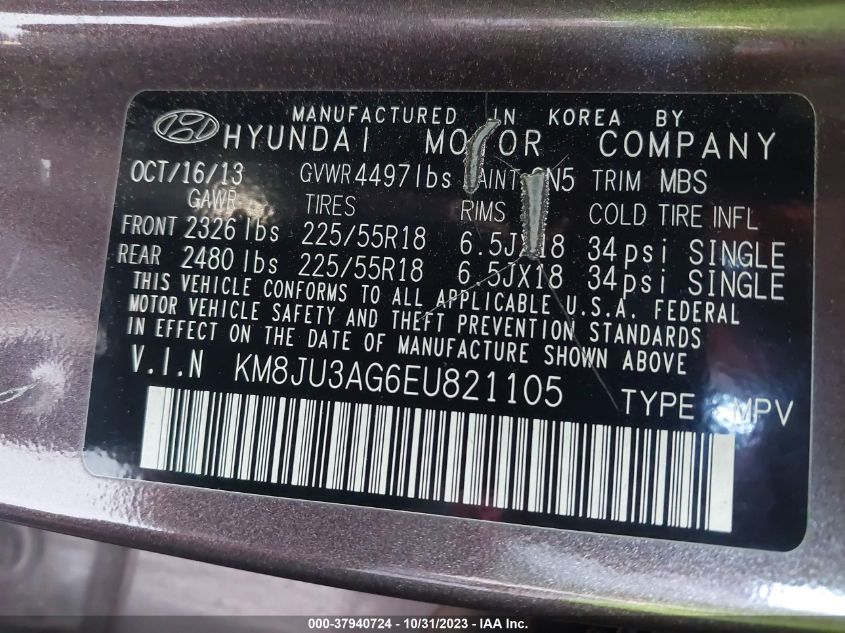 MANUFACTURED IN KOREA BY
HYUNDAI MOTOR COMPANY
OCT/16/13 GVWR 4497lbs TRIM MBS
GAWR TIRES RIMS COLD TIRE INFL
FRONT 2326 lbs 225/55R18 6.5JX18 34psi SINGLE
REAR 2480 lbs 225/55R18 6.5JX18 34psi SINGLE
THIS VEHICLE CONFORMS TO ALL APPLICABLE U.S.A. FEDERAL
MOTOR VEHICLE SAFETY AND THEFT PREVENTION STANDARDS
IN EFFECT ON THE DATE OF MANUFACTURE SHOWN ABOVE
V.I.N KM8JU3AG6EU821105 TYPE MPV
000-37940724 - 10/31/2023 - IAA Inc.